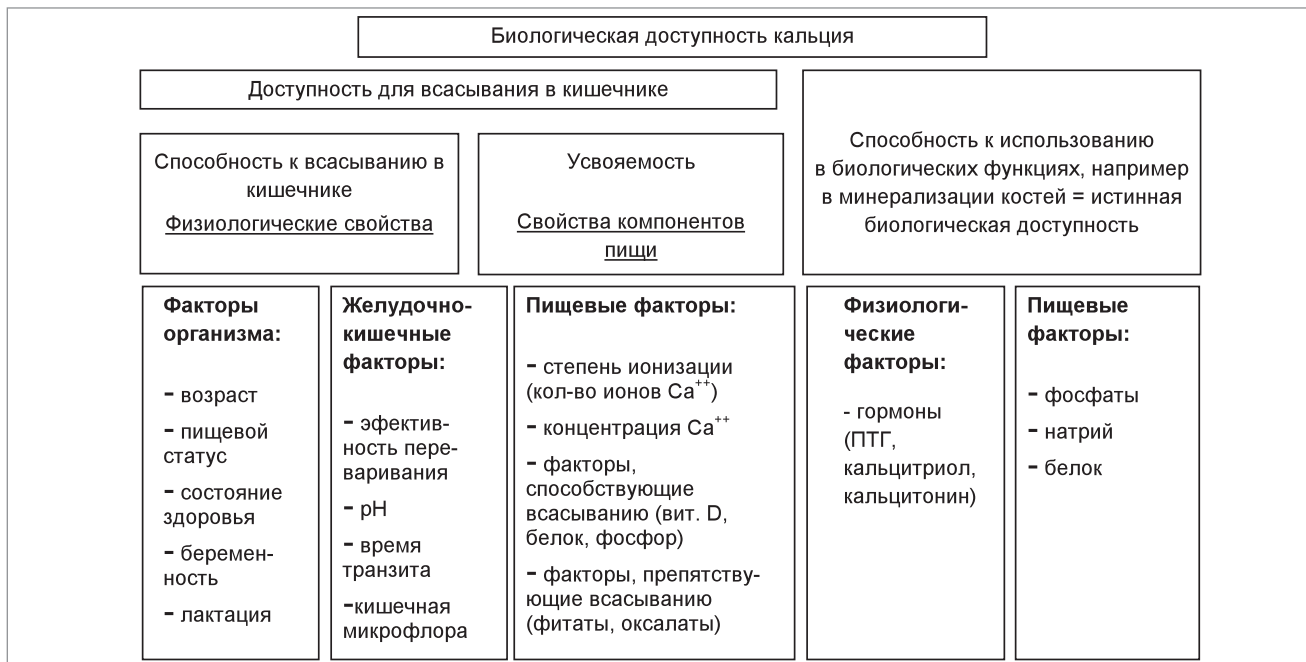 Биологическая доступность кальция
Доступность для всасывания в кишечнике
Способность к всасыванию в
кишечнике
Физиологические свойства
Усвояемость
Свойства компонентов
пищи
Способность к использованию
в биологических функциях, например
в минерализации костей = истинная
биологическая доступность
Факторы
организма:
- возраст
- пищевой
статус
- состояние
здоровья
- беремен-
ность
- лактация
Желудочно-
кишечные
факторы:
- эфектив-
ность пере-
варивания
- pH
- время
транзита
-кишечная
микрофлора
Пищевые факторы:
- степень ионизации
(кол-во ионов Ca++)
- концентрация Ca++
- факторы,
способствующие
всасыванию (вит. D,
белок, фосфор)
- факторы, препятству-
ующие всасыванию
(фитаты, оксалаты)
Физиологи-
ческие
факторы:
- гормоны
(ПТГ,
кальцитриол,
кальцитонин)
Пищевые
факторы:
- фосфаты
- натрий
- белок